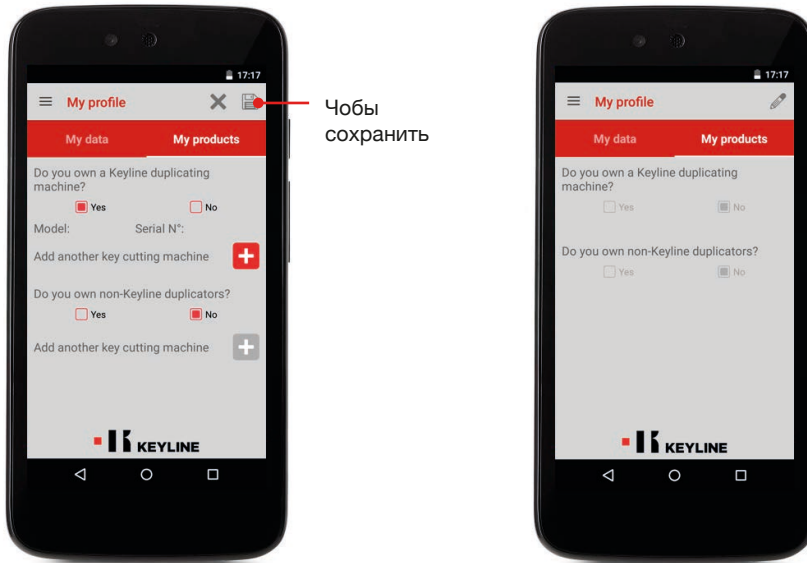 17:17
My profile
My data
My products
Do you own a Keyline duplicating
machine?
Yes
No
Model:
Serial N°:
Add another key cutting machine
Do you own non-Keyline duplicators?
Yes
No
Add another key cutting machine
KEYLINE
Чобы
сохранить
17:17
My profile
My data
My products
Do you own a Keyline duplicating
machine?
Yes
No
Do you own non-Keyline duplicators?
Yes
No
KEYLINE